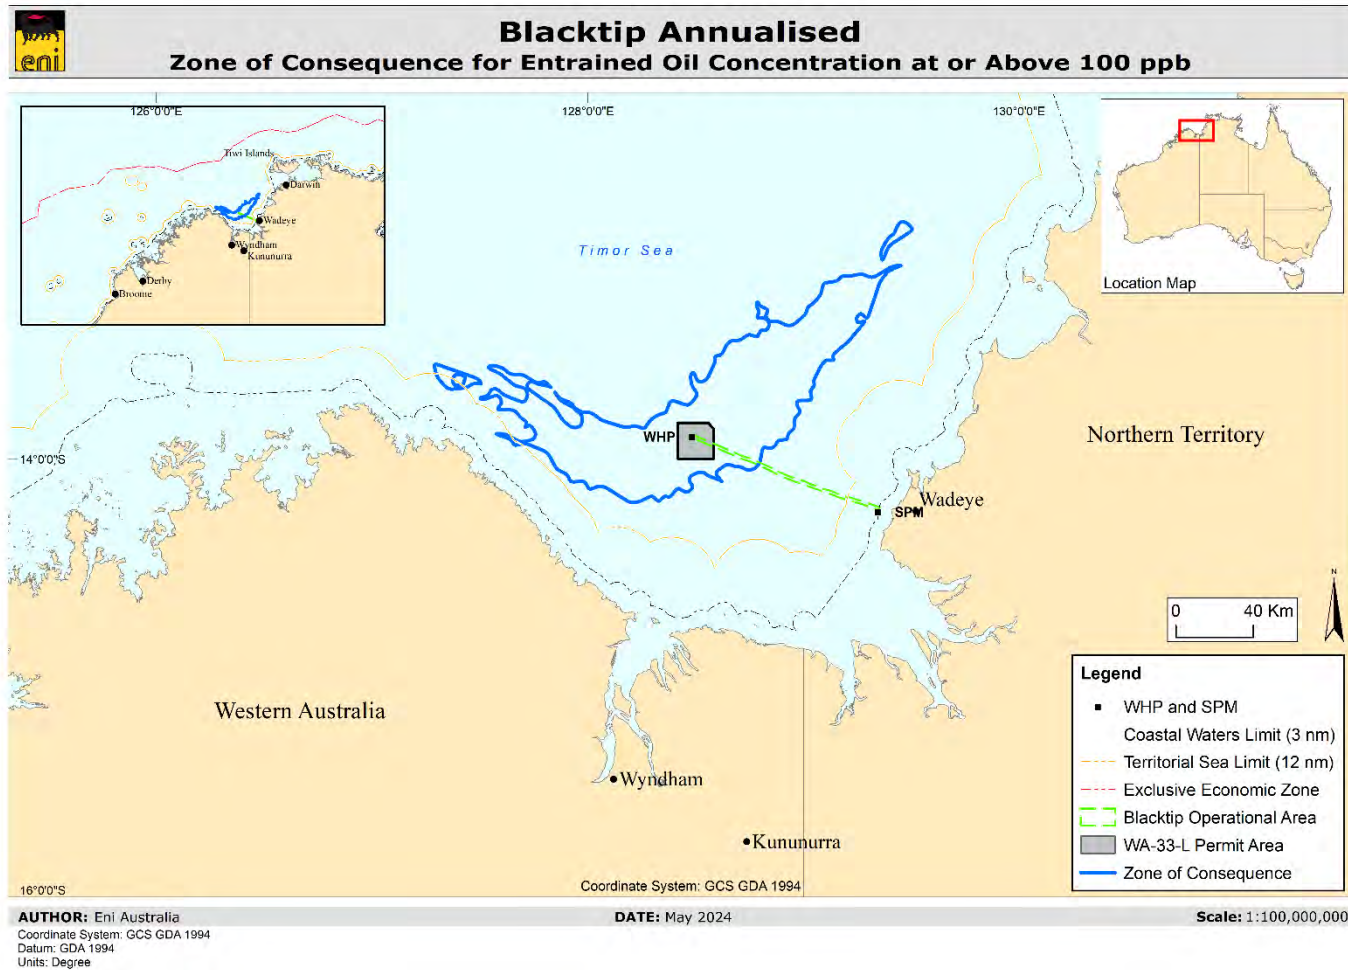 eni
Blacktip Annualised
Zone of Consequence for Entrained Oil Concentration at or Above 100 ppb
126°0'0"E
128°0'0"E
130°0'0"E
Tiwi Islands
Darwin
Wadeye
Wyndham
Kununurra
Derby
Broome
Location Map
Timor Sea
WHP
14°0'0"S
Northern Territory
Wadeye
SPM
N
0 40 Km
Western Australia
Wyndham
Kununurra
Legend
WHP and SPM
Coastal Waters Limit (3 nm)
Territorial Sea Limit (12 nm)
Exclusive Economic Zone
Blacktip Operational Area
WA-33-L Permit Area
Zone of Consequence
16°0'0"S
Coordinate System: GCS GDA 1994
AUTHOR: Eni Australia
DATE: May 2024
Scale: 1:100,000,000
Coordinate System: GCS GDA 1994
Datum: GDA 1994
Units: Degree